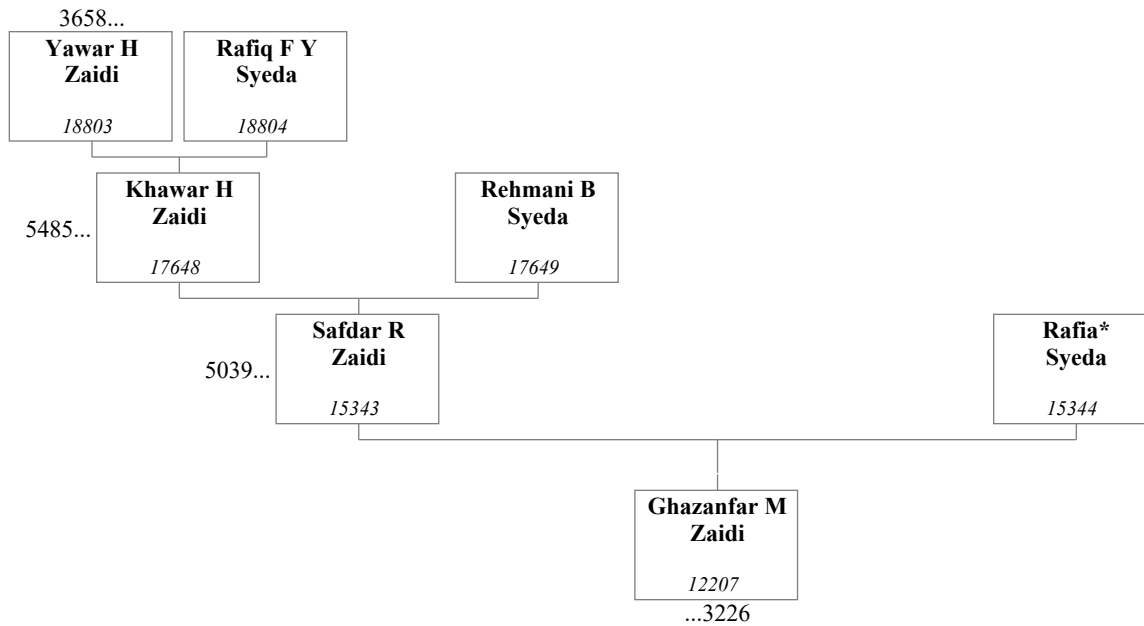 3658...
Yawar H
Zaidi
18803
Rafiq F Y
Syeda
18804
5485...
Khawar H
Zaidi
17648
Rehmani B
Syeda
17649
5039...
Safdar R
Zaidi
15343
Rafia*
Syeda
15344
Ghazanfar M
Zaidi
12207
...3226